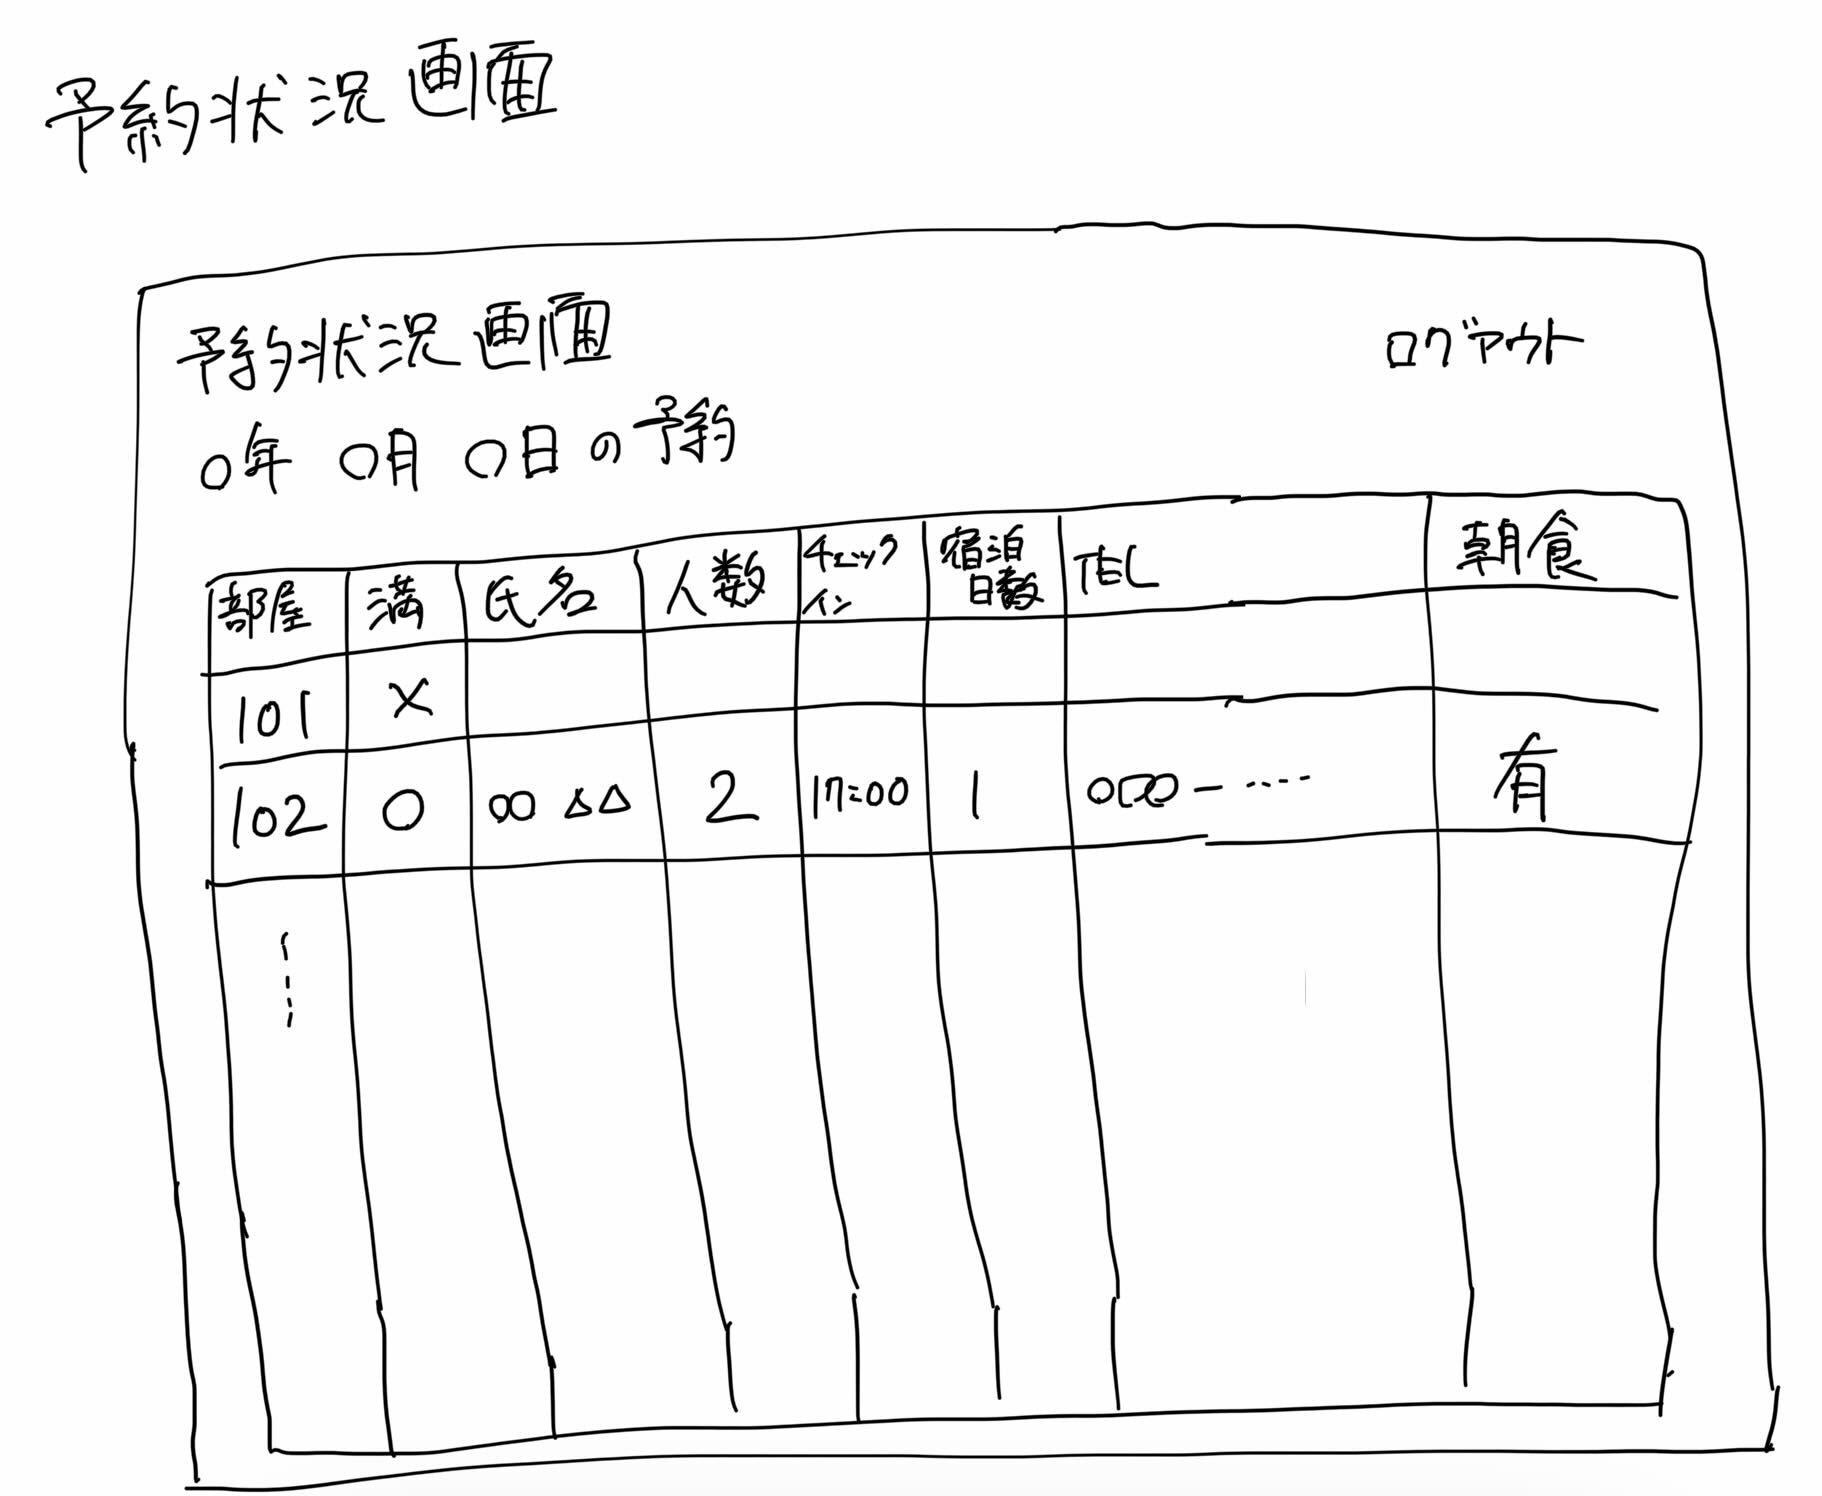 予約状況画面
予約状況画面 ログアウト
○年 ○月 ○日の予約
部屋 満 氏名 人数 チェックイン 宿泊日数 TEL 朝食
101 ×
102 ○ ○○ △△ 2 17:00 1 ○○○-…. 有